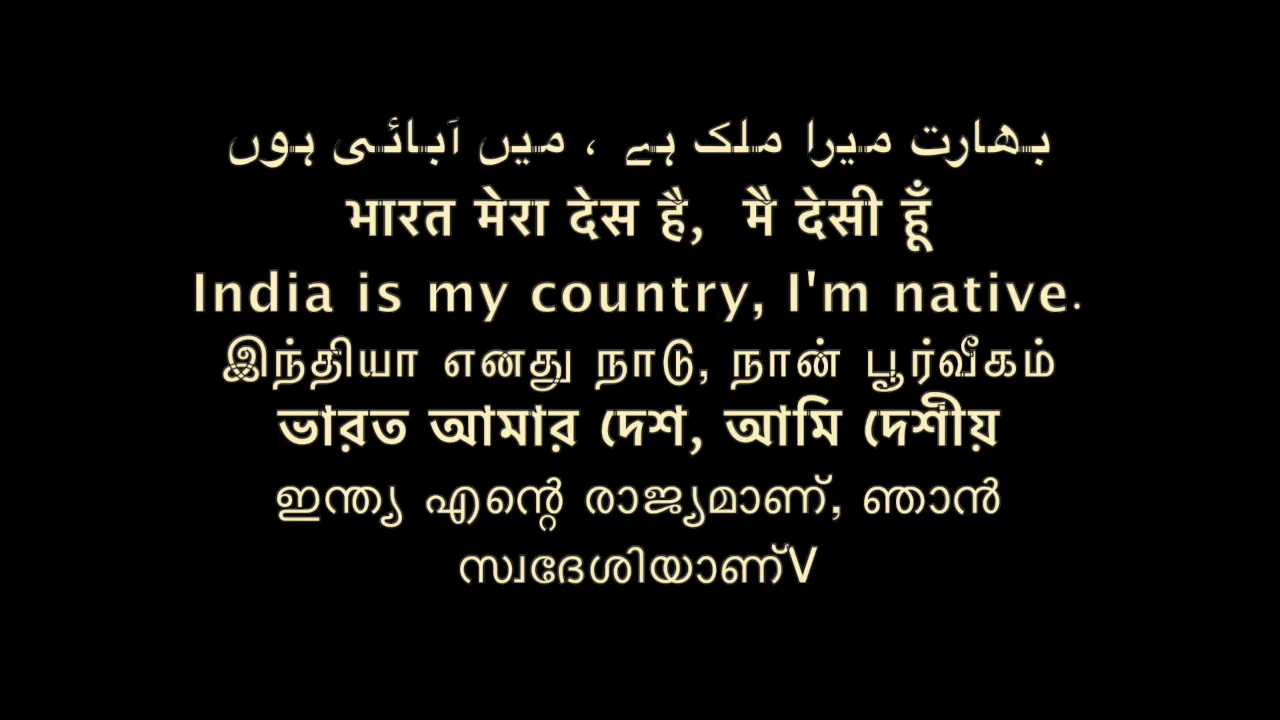 بھارت میرا ملک ہے ، میں آبائی ہوں
भारत मेरा देस है, मै देसी हूँ
India is my country, I'm native.
இந்தியா எனது நாடு, நான் பூர்வீகம்
ভারত আমার দেশ, আমি দেশীয়
ഇന്ത്യ എന്റെ രാജ്യമാണ്, ഞാൻ
സ്വദേശിയാണ്V